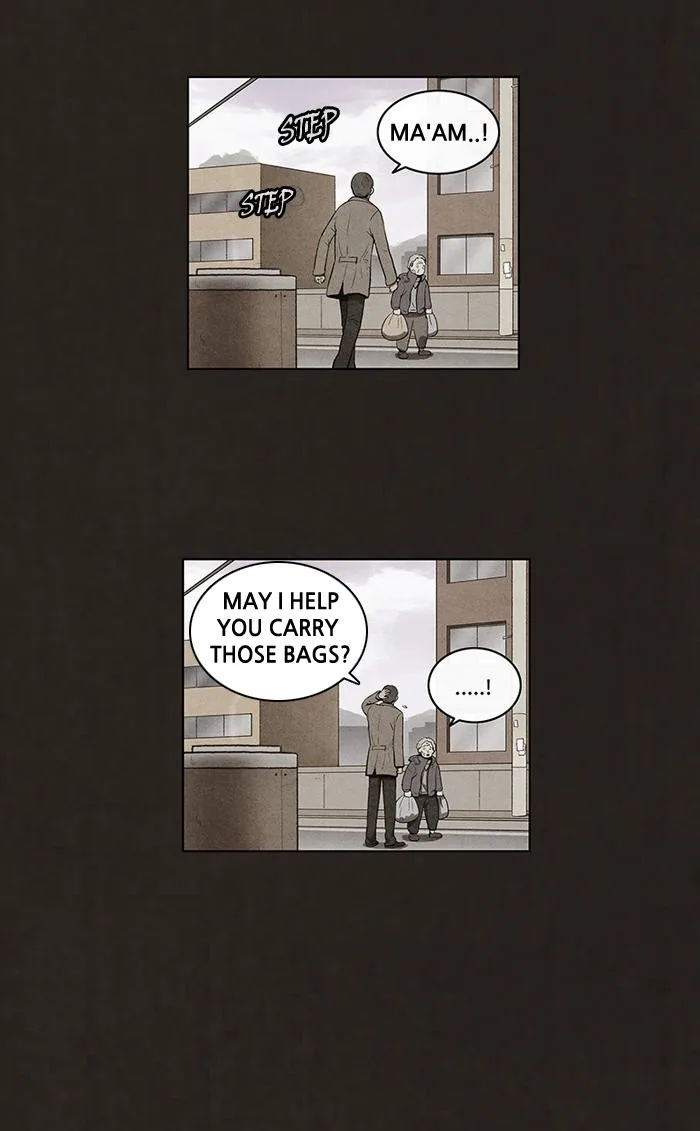 STEP
MA'AM..!
STEP
MAY I HELP
YOU CARRY
THOSE BAGS?
.....!